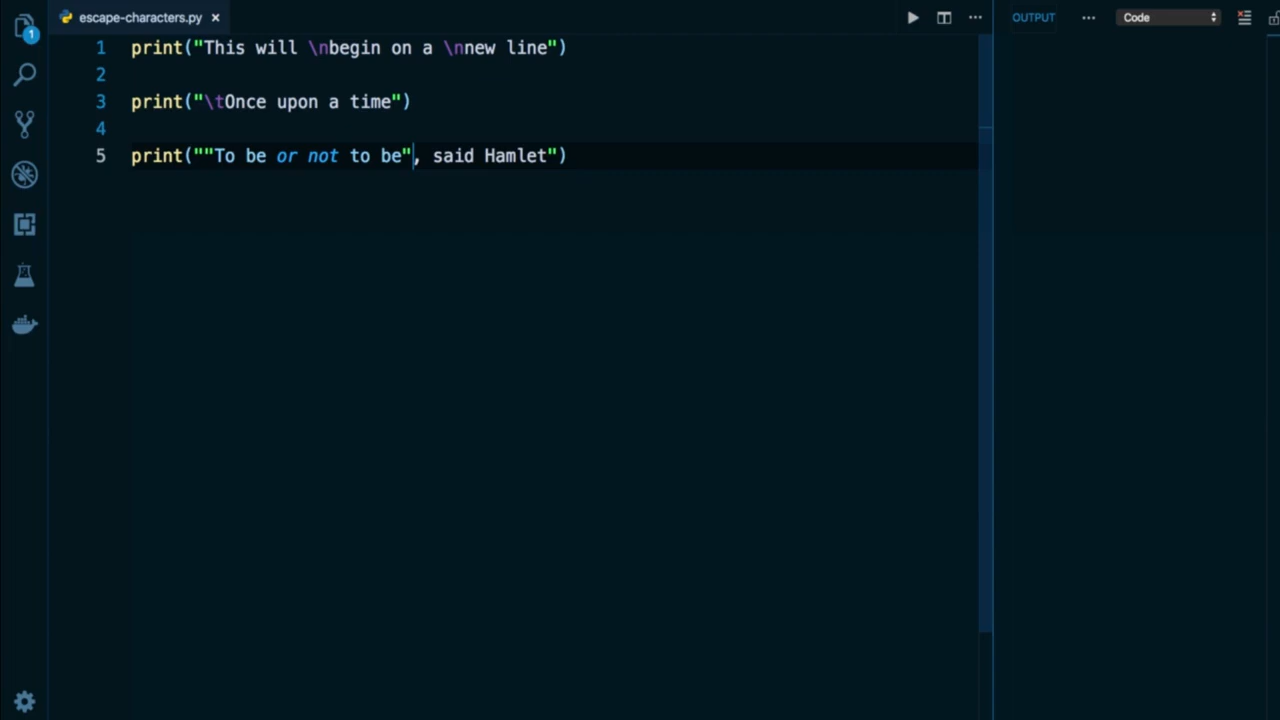 escape-characters.py ×
OUTPUT
Code
1 print("This will \nbegin on a \nnew line")
2
3 print("\tOnce upon a time")
4
5 print(""To be or not to be", said Hamlet")
1